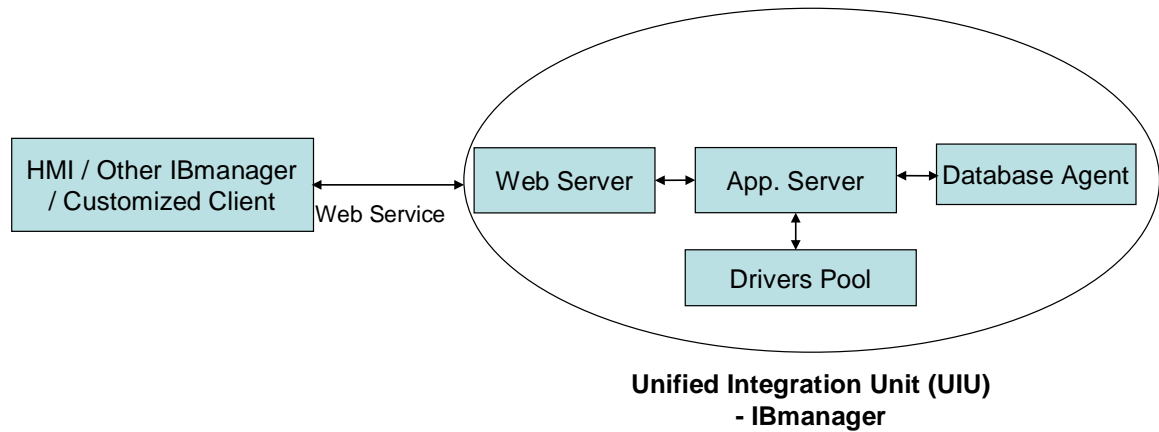 HMI / Other IBmanager
/ Customized Client
Web Service
Web Server
App. Server
Database Agent
Drivers Pool
Unified Integration Unit (UIU)
- IBmanager